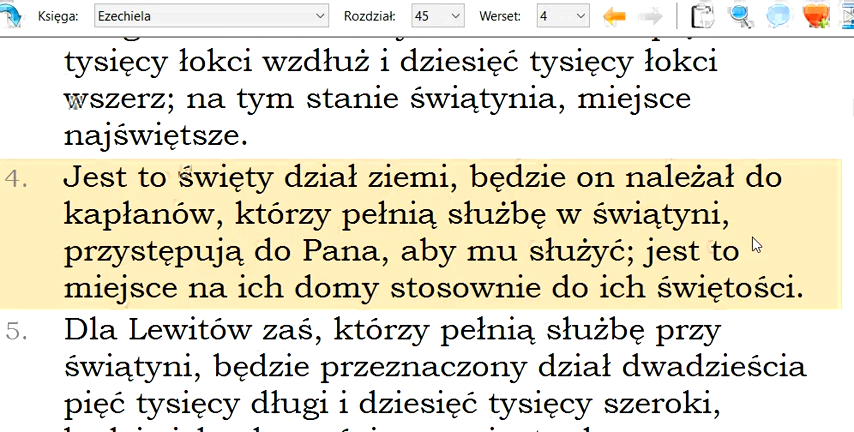 Księga: Ezechiela Rozdział: 45 Werset: 4
tysięcy łokci wzdłuż i dziesięć tysięcy łokci
wszerz; na tym stanie świątynia, miejsce
najświętsze.
4. Jest to święty dział ziemi, będzie on należał do
kapłanów, którzy pełnią służbę w świątyni,
przystępują do Pana, aby mu służyć; jest to
miejsce na ich domy stosownie do ich świętości.
5. Dla Lewitów zaś, którzy pełnią służbę przy
świątyni, będzie przeznaczony dział dwadzieścia
pięć tysięcy długi i dziesięć tysięcy szeroki,